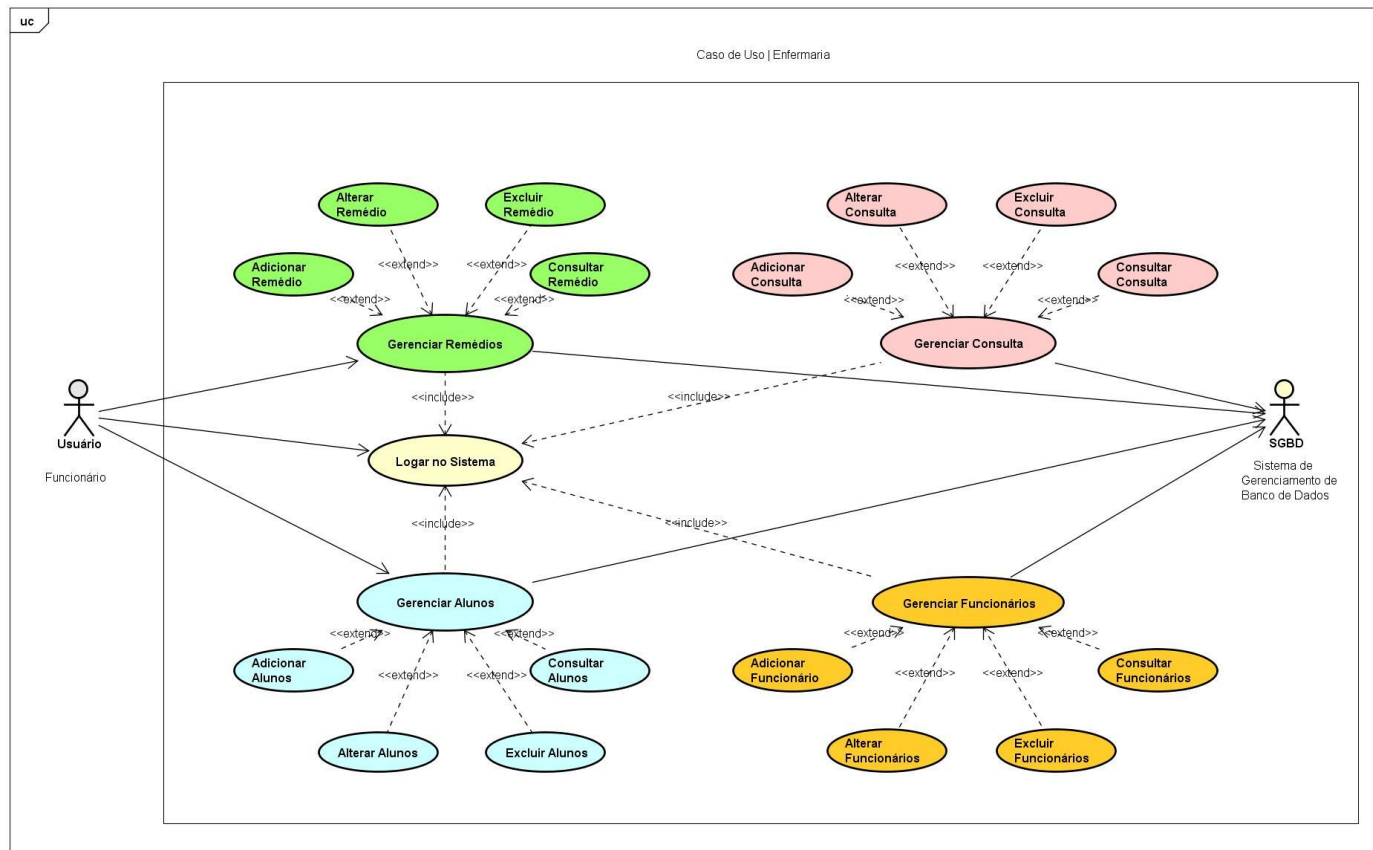 uc
Caso de Uso | Enfermaria
Alterar
Remédio
Excluir
Remédio
Adicionar
Remédio
Consultar
Remédio
<<extend>>
<<extend>>
<<extend>>
<<extend>>
Gerenciar Remédios
Alterar
Consulta
Excluir
Consulta
Adicionar
Consulta
Consultar
Consulta
<<extend>>
<<extend>>
<<extend>>
<<extend>>
Gerenciar Consulta
<<include>>
<<include>>
Usuário
Funcionário
Logar no Sistema
SGBD
Sistema de
Gerenciamento de
Banco de Dados
<<include>>
<<include>>
Gerenciar Alunos
<<extend>>
<<extend>>
<<extend>>
<<extend>>
Adicionar
Alunos
Consultar
Alunos
Alterar Alunos
Excluir Alunos
Gerenciar Funcionários
<<extend>>
<<extend>>
<<extend>>
<<extend>>
Adicionar
Funcionário
Consultar
Funcionários
Alterar
Funcionários
Excluir
Funcionários